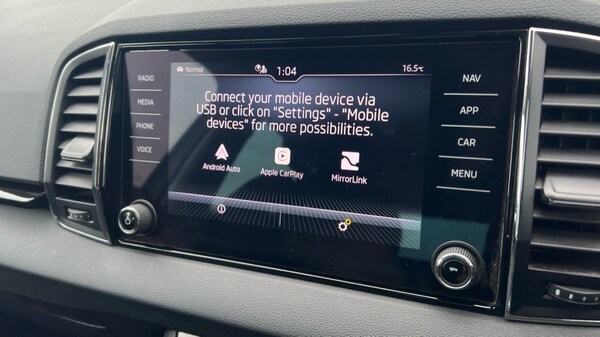 Normal 1:04 16.5°C
RADIO
MEDIA
PHONE
VOICE
Connect your mobile device via
USB or click on "Settings" - "Mobile
devices" for more possibilities.
Android Auto Apple CarPlay MirrorLink
NAV
APP
CAR
MENU